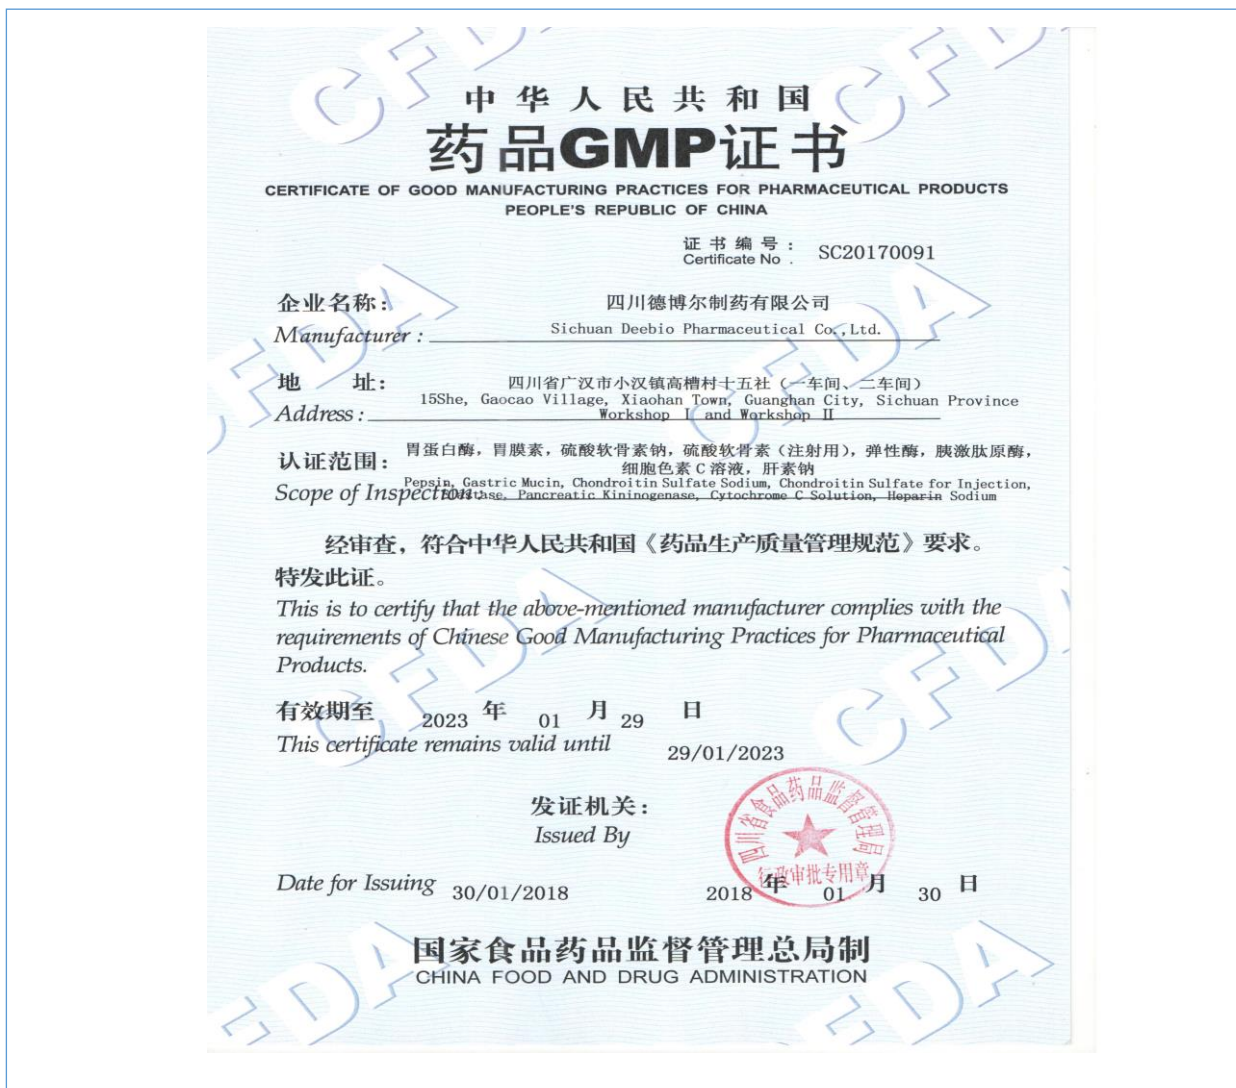 中华人民共和国
药品GMP证书
CERTIFICATE OF GOOD MANUFACTURING PRACTICES FOR PHARMACEUTICAL PRODUCTS
PEOPLE'S REPUBLIC OF CHINA
证书编号：
Certificate No . SC20170091
企业名称： 四川德博尔制药有限公司
Manufacturer : Sichuan Deebio Pharmaceutical Co.,Ltd.
地 址： 四川省广汉市小汉镇高槽村十五社（一车间、二车间）
15She, Gaocao Village, Xiaohan Town, Guanghan City, Sichuan Province
Address : Workshop I and Workshop II
认证范围： 胃蛋白酶，胃膜素，硫酸软骨素钠，硫酸软骨素（注射用），弹性酶，胰激肽原酶，
细胞色素C溶液，肝素钠
Pepsin, Gastric Mucin, Chondroitin Sulfate Sodium, Chondroitin Sulfate for Injection,
Scope of Inspection : Elastase, Pancreatic Kininogenase, Cytochrome C Solution, Heparin Sodium
经审查，符合中华人民共和国《药品生产质量管理规范》要求。
特发此证。
This is to certify that the above-mentioned manufacturer complies with the
requirements of Chinese Good Manufacturing Practices for Pharmaceutical
Products.
有效期至 2023 年 01 月 29 日
This certificate remains valid until 29/01/2023
发证机关：
Issued By
四川省食品药品监督管理局
行政审批专用章
Date for Issuing 30/01/2018 2018 年 01 月 30 日
国家食品药品监督管理总局制
CHINA FOOD AND DRUG ADMINISTRATION
CFDA
CFDA
CFDA
CFDA
CFDA
CFDA
CFDA
CFDA